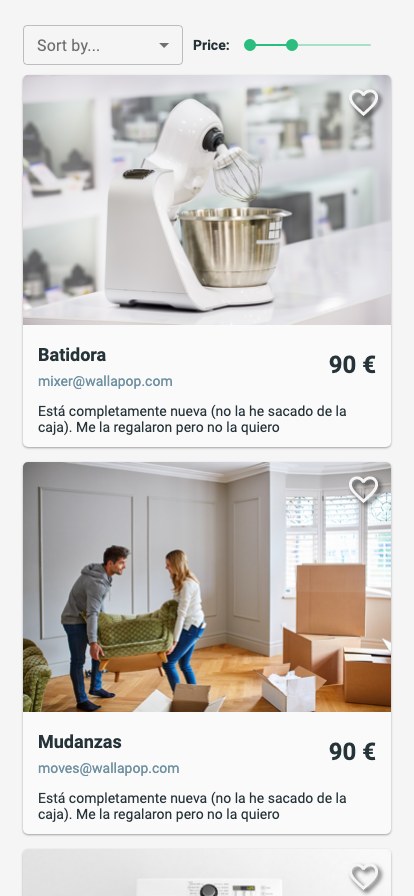 Sort by... Price:
Batidora
90 €
mixer@wallapop.com
Está completamente nueva (no la he sacado de la
caja). Me la regalaron pero no la quiero
Mudanzas
90 €
moves@wallapop.com
Está completamente nueva (no la he sacado de la
caja). Me la regalaron pero no la quiero